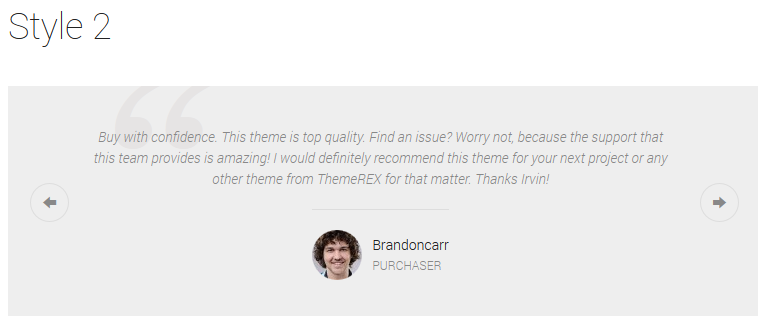 Style 2
Buy with confidence. This theme is top quality. Find an issue? Worry not, because the support that
this team provides is amazing! I would definitely recommend this theme for your next project or any
other theme from ThemeREX for that matter. Thanks Irvin!
Brandoncarr
PURCHASER